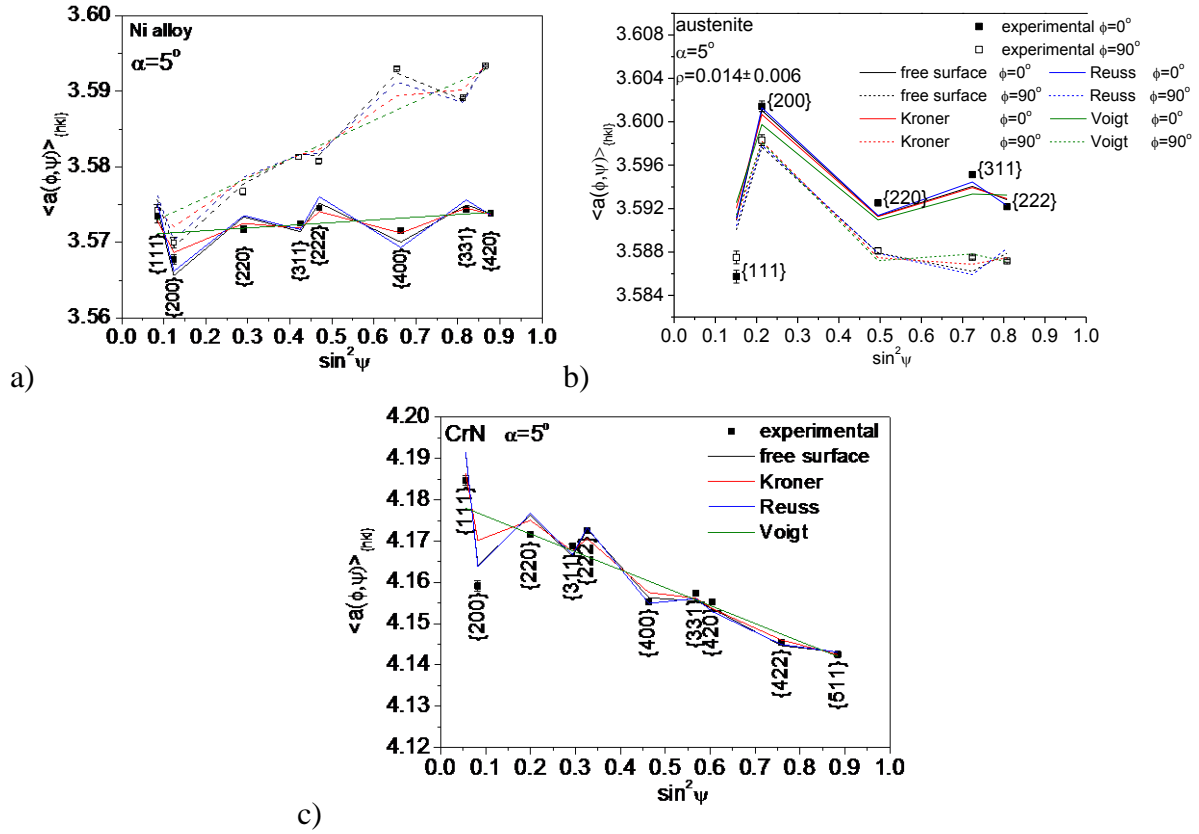 Ni alloy
α=5°
<a(ϕ,ψ)>{hkl}
3.60
3.59
3.58
3.57
3.56
{111}
{200}
{220}
{311}
{222}
{400}
{331}
{420}
0.0 0.1 0.2 0.3 0.4 0.5 0.6 0.7 0.8 0.9 1.0
sin²ψ
a)
austenite
α=5°
ρ=0.014± 0.006
experimental ϕ=0°
experimental ϕ=90°
free surface ϕ=0°
free surface ϕ=90°
Kroner ϕ=0°
Kroner ϕ=90°
Reuss ϕ=0°
Reuss ϕ=90°
Voigt ϕ=0°
Voigt ϕ=90°
<a(ϕ,ψ)>{hkl}
3.608
3.604
3.600
3.596
3.592
3.588
3.584
{200}
{311}
{220}
{222}
{111}
0.0 0.1 0.2 0.3 0.4 0.5 0.6 0.7 0.8 0.9 1.0
sin²ψ
b)
CrN α=5°
experimental
free surface
Kroner
Reuss
Voigt
<a(ϕ,ψ)>{hkl}
4.20
4.19
4.18
4.17
4.16
4.15
4.14
4.13
4.12
{111}
{200}
{220}
{311}
{222}
{400}
{331}
{420}
{422}
{511}
0.0 0.1 0.2 0.3 0.4 0.5 0.6 0.7 0.8 0.9 1.0
sin²ψ
c)